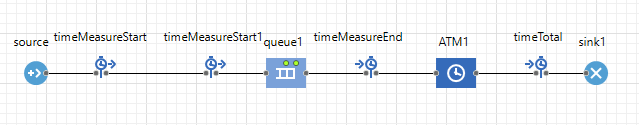 source
timeMeasureStart
timeMeasureStart1
queue1
timeMeasureEnd
ATM1
timeTotal
sink1